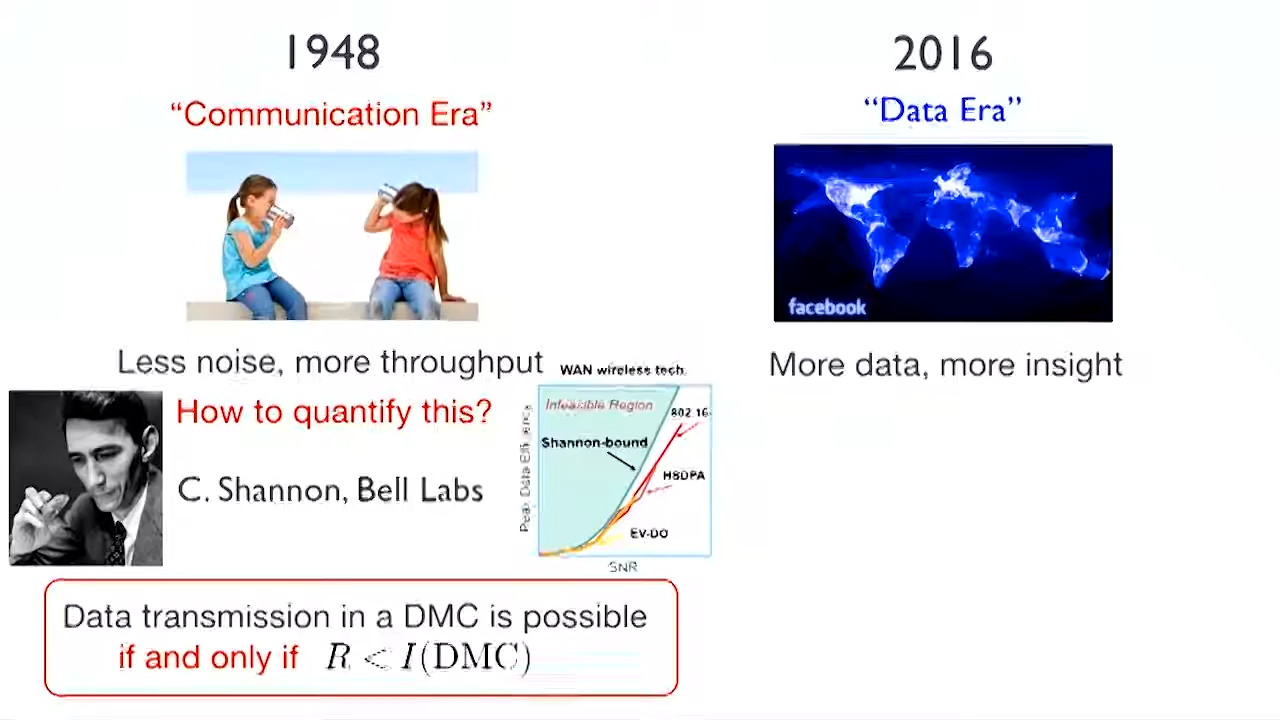 1948
“Communication Era”
Less noise, more throughput
How to quantify this?
C. Shannon, Bell Labs
WAN wireless tech.
Infeasible Region
802.16
Shannon-bound
HSDPA
EV-DO
Peak Data Efficiency
SNR
Data transmission in a DMC is possible
if and only if R < I(DMC)
2016
“Data Era”
facebook
More data, more insight